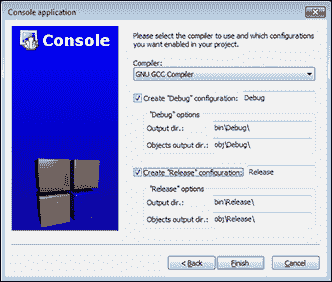 Console application
Console
Please select the compiler to use and which configurations
you want enabled in your project.
Compiler:
GNU GCC Compiler
Create "Debug" configuration: Debug
"Debug" options
Output dir.: bin\Debug\
Objects output dir.: obj\Debug\
Create "Release" configuration: Release
"Release" options
Output dir.: bin\Release\
Objects output dir.: obj\Release\
< Back Finish Cancel